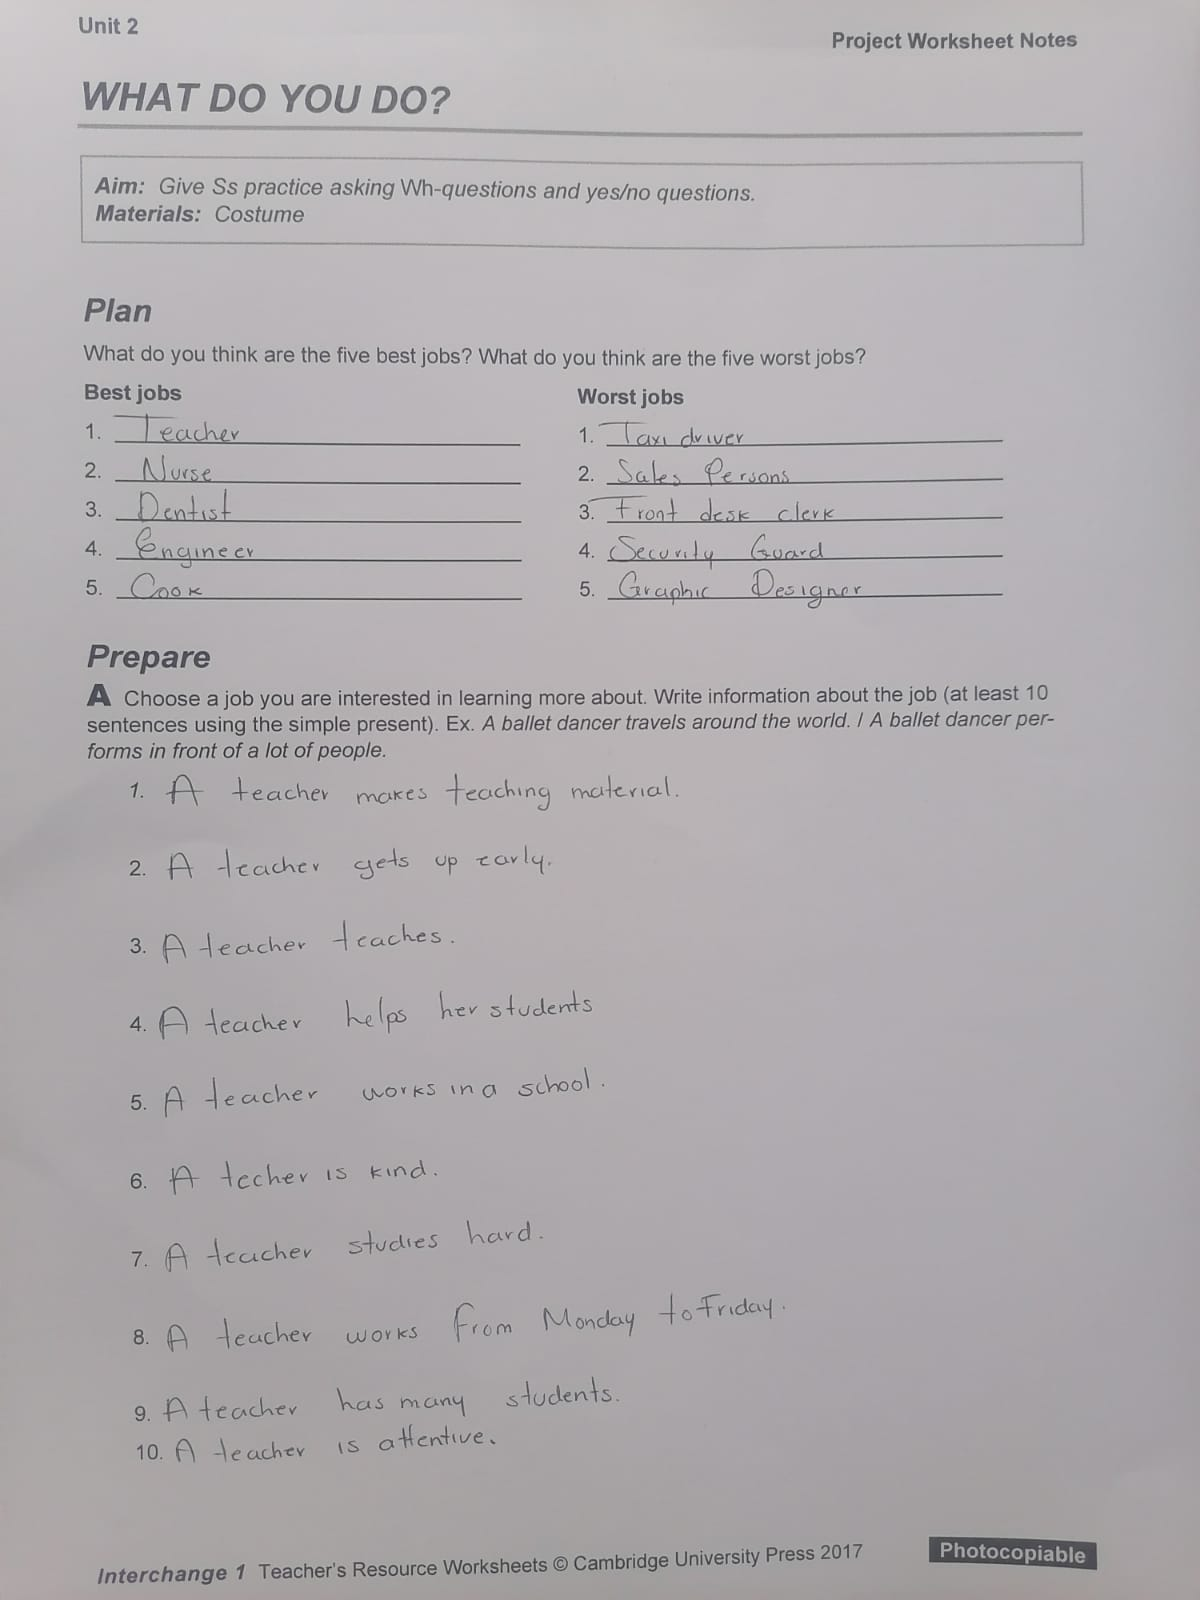 Unit 2
Project Worksheet Notes
WHAT DO YOU DO?
Aim: Give Ss practice asking Wh-questions and yes/no questions.
Materials: Costume
Plan
What do you think are the five best jobs? What do you think are the five worst jobs?
Best jobs
1. Teacher
2. Nurse
3. Dentist
4. Engineer
5. Cook
Worst jobs
1. Taxi driver
2. Sales Persons
3. Front desk clerk
4. Security Guard
5. Graphic Designer
Prepare
A Choose a job you are interested in learning more about. Write information about the job (at least 10
sentences using the simple present). Ex. A ballet dancer travels around the world. / A ballet dancer per-
forms in front of a lot of people.
1. A teacher makes teaching material.
2. A teacher gets up early.
3. A teacher teaches.
4. A teacher helps her students
5. A teacher works in a school.
6. A techer is kind.
7. A teacher studies hard.
8. A teacher works from Monday to Friday.
9. A teacher has many students.
10. A teacher is attentive.
Interchange 1 Teacher's Resource Worksheets © Cambridge University Press 2017
Photocopiable